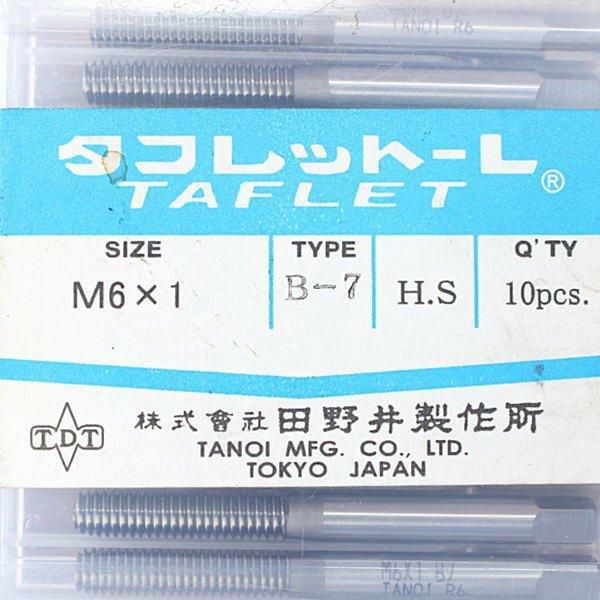 TANOI R6
タフレット-L
TAFLET ®
SIZE TYPE Q'TY
M6×1 B-7 H.S 10pcs.
TDT
株式會社 田野井製作所
TANOI MFG. CO., LTD.
TOKYO JAPAN
M6X1 B7
TANOI R6